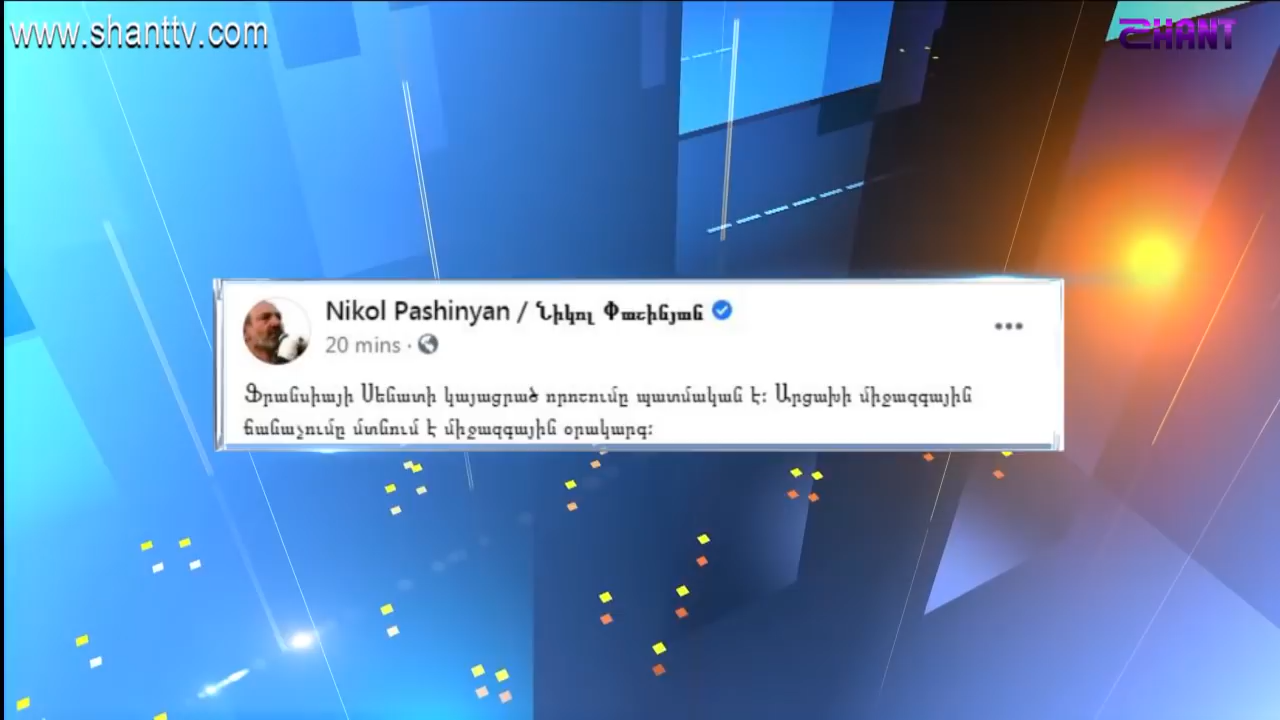 www.shanttv.com
SHANT
Nikol Pashinyan / Նիկոլ Փաշինյան
20 mins ·
Ֆրանսիայի Սենատի կայացրած որոշումը պատմական է: Արցախի միջազգային
ճանաչումը մտնում է միջազգային օրակարգ: